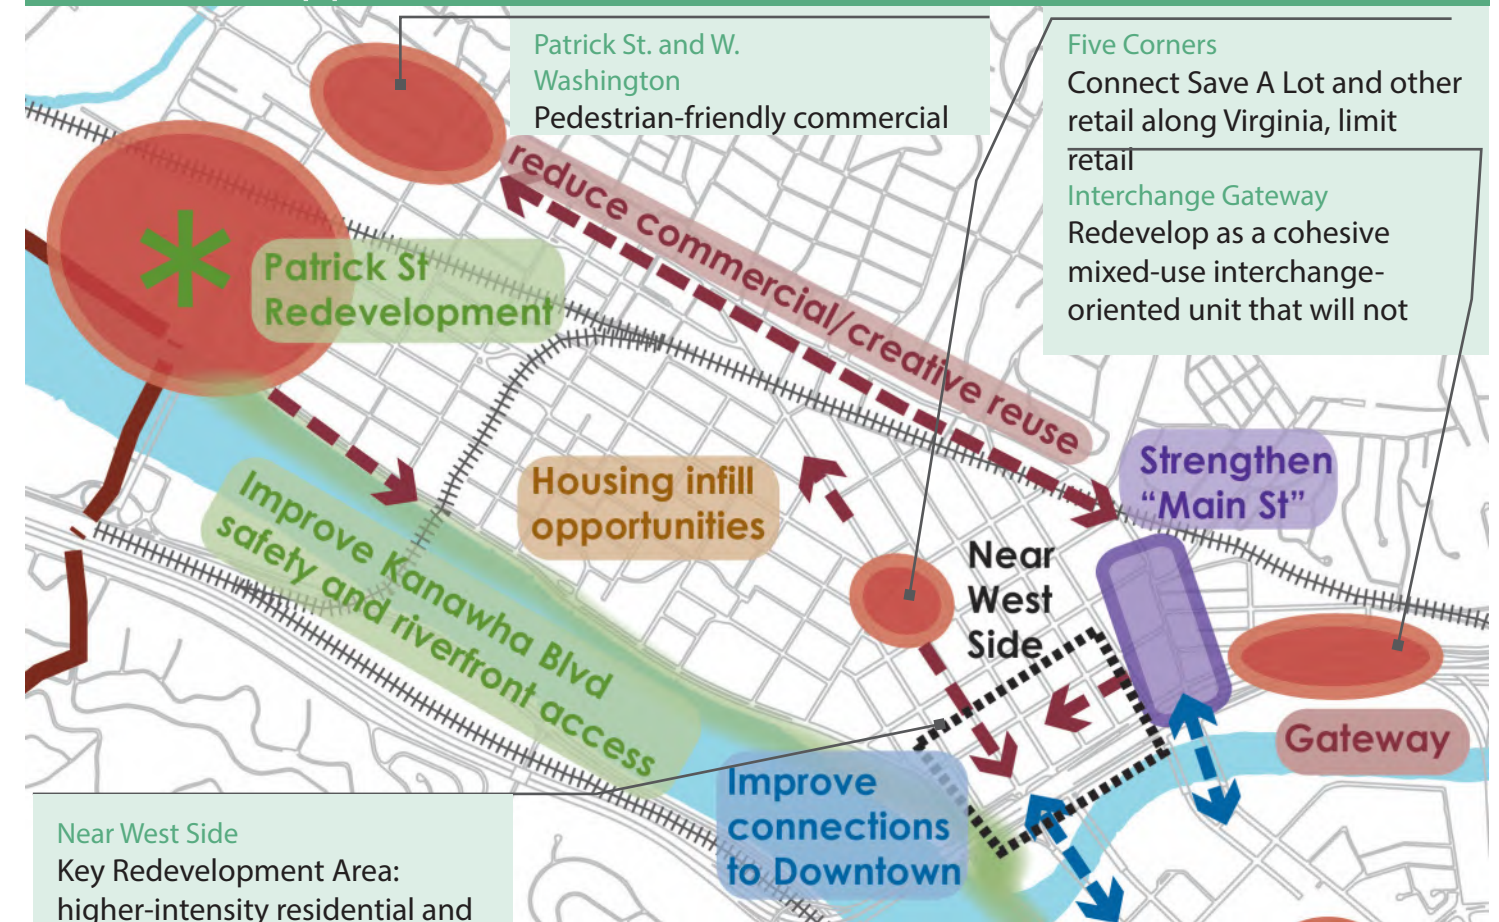 Patrick St. and W.
Washington
Pedestrian-friendly commercial
Five Corners
Connect Save A Lot and other
retail along Virginia, limit
retail
Interchange Gateway
Redevelop as a cohesive
mixed-use interchange-
oriented unit that will not
reduce commercial/creative reuse
Patrick St
Redevelopment
Strengthen
“Main St”
Housing infill
opportunities
Near
West
Side
Improve Kanawha Blvd
safety and riverfront access
Gateway
Improve
connections
to Downtown
Near West Side
Key Redevelopment Area:
higher-intensity residential and